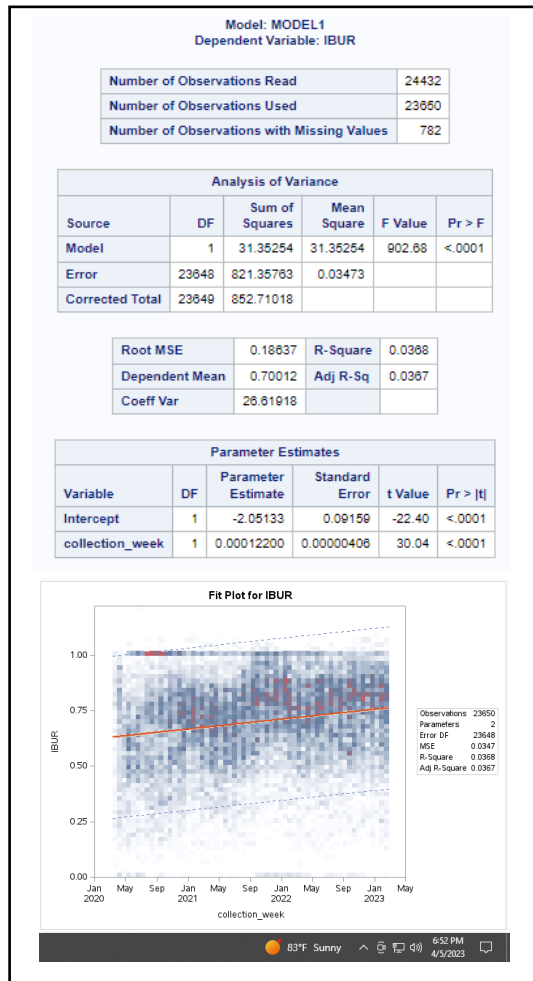 Model: MODEL1
Dependent Variable: IBUR
Number of Observations Read 24432
Number of Observations Used 23650
Number of Observations with Missing Values 782
Analysis of Variance
Source DF Sum of Squares Mean Square F Value Pr > F
Model 1 31.35254 31.35254 902.68 <.0001
Error 23648 821.35763 0.03473
Corrected Total 23649 852.71018
Root MSE 0.18637 R-Square 0.0368
Dependent Mean 0.70012 Adj R-Sq 0.0367
Coeff Var 26.61918
Parameter Estimates
Variable DF Parameter Estimate Standard Error t Value Pr > |t|
Intercept 1 -2.05133 0.09159 -22.40 <.0001
collection_week 1 0.00012200 0.00000406 30.04 <.0001
Fit Plot for IBUR
1.00
0.75
0.50
0.25
0.00
IBUR
Observations 23650
Parameters 2
Error DF 23648
MSE 0.0347
R-Square 0.0368
Adj R-Square 0.0367
Jan May Sep Jan May Sep Jan May Sep Jan May
2020 2021 2022 2023
collection_week
83°F Sunny 6:52 PM
4/5/2023